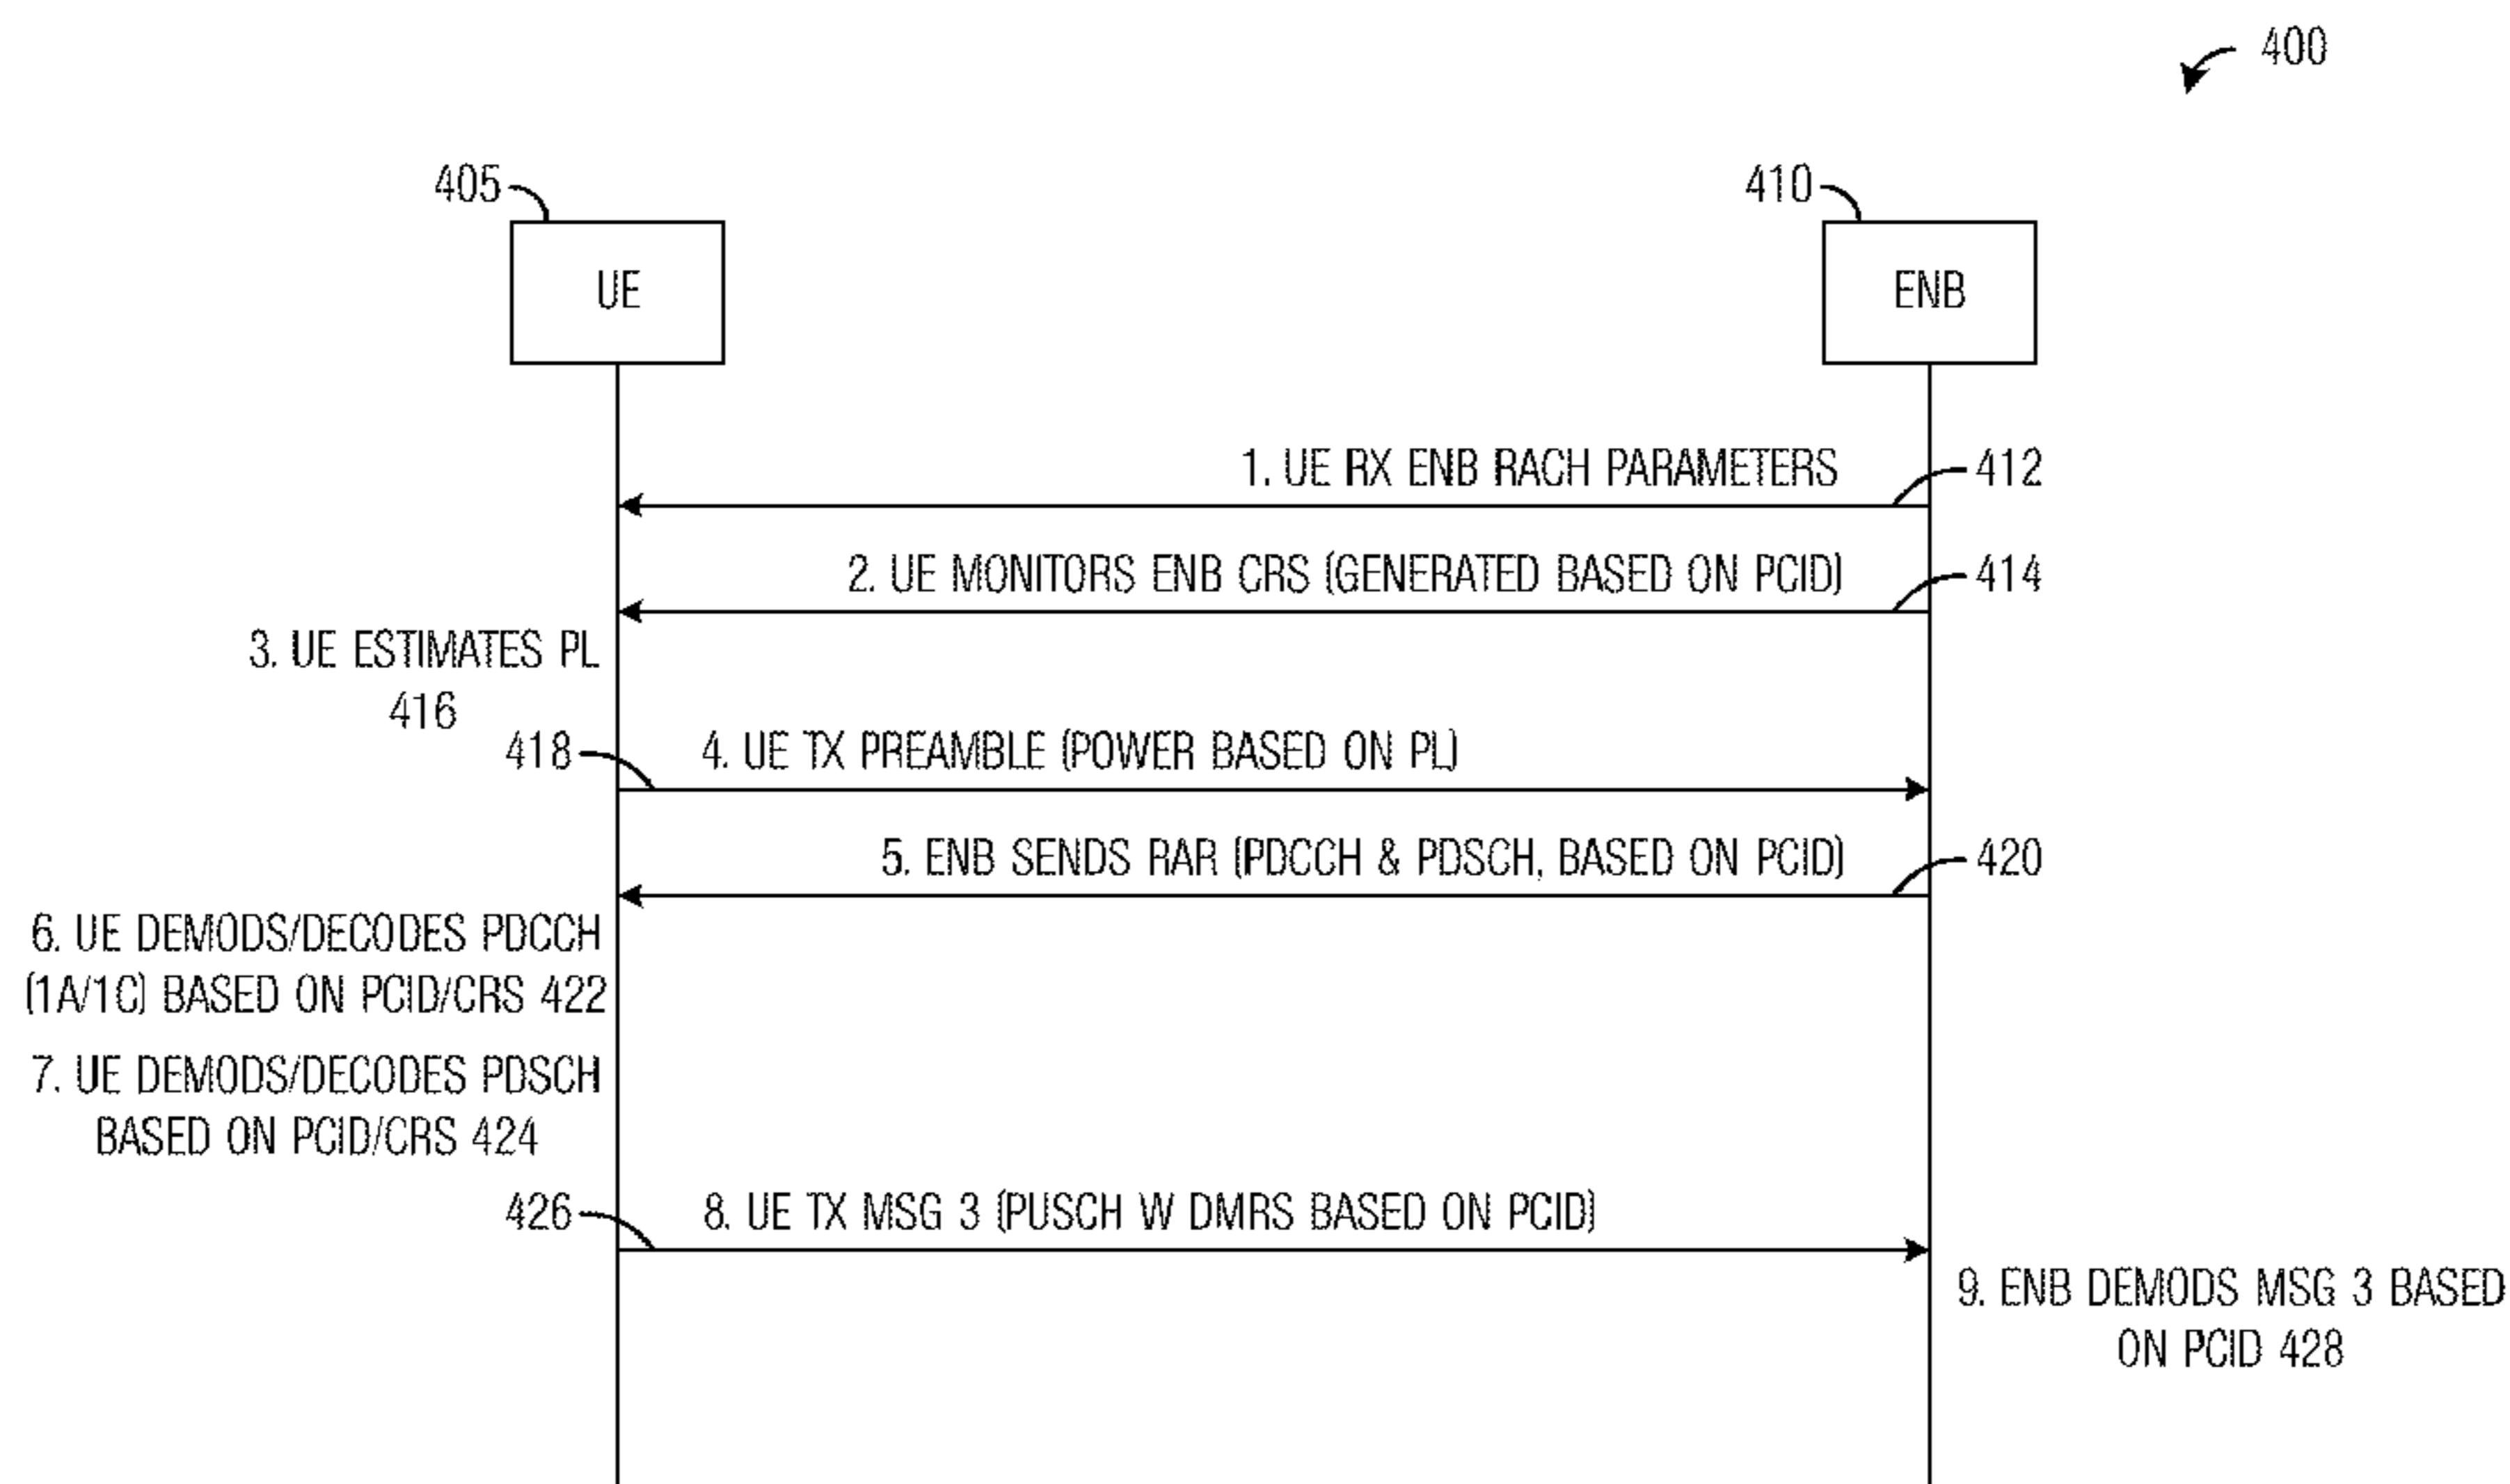 400
405
410
UE
ENB
1. UE RX ENB RACH PARAMETERS
412
2. UE MONITORS ENB CRS (GENERATED BASED ON PCID)
414
3. UE ESTIMATES PL
416
418
4. UE TX PREAMBLE (POWER BASED ON PL)
5. ENB SENDS RAR (PDCCH & PDSCH, BASED ON PCID)
420
6. UE DEMODS/DECODES PDCCH
(1A/1C) BASED ON PCID/CRS 422
7. UE DEMODS/DECODES PDSCH
BASED ON PCID/CRS 424
426
8. UE TX MSG 3 (PUSCH W DMRS BASED ON PCID)
9. ENB DEMODS MSG 3 BASED
ON PCID 428